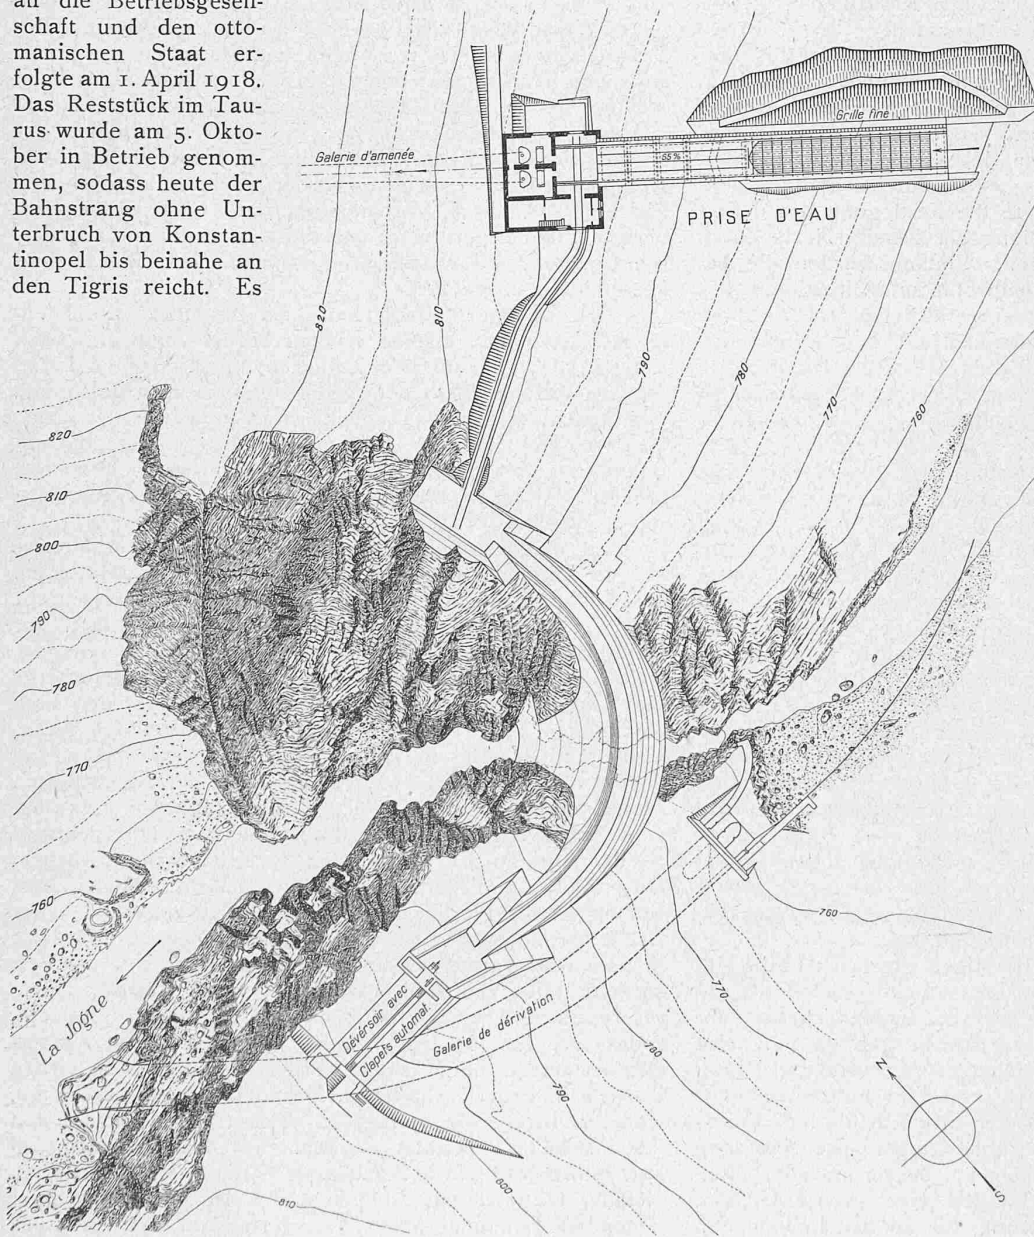 an die Betriebsgesell-
schaft und den otto-
manischen Staat er-
folgte am 1. April 1918.
Das Reststück im Tau-
rus wurde am 5. Okto-
ber in Betrieb genom-
men, sodass heute der
Bahnstrang ohne Un-
terbruch von Konstan-
tinopel bis beinahe an
den Tigris reicht. Es
Grille fine
Galerie d'amenée
55%
PRISE D'EAU
820
810
790
780
770
760
820
810
800
790
780
770
760
La Jogne
Déversoir avec
Clapets automat.
Galerie de dérivation
760
770
780
790
800
810
N
S